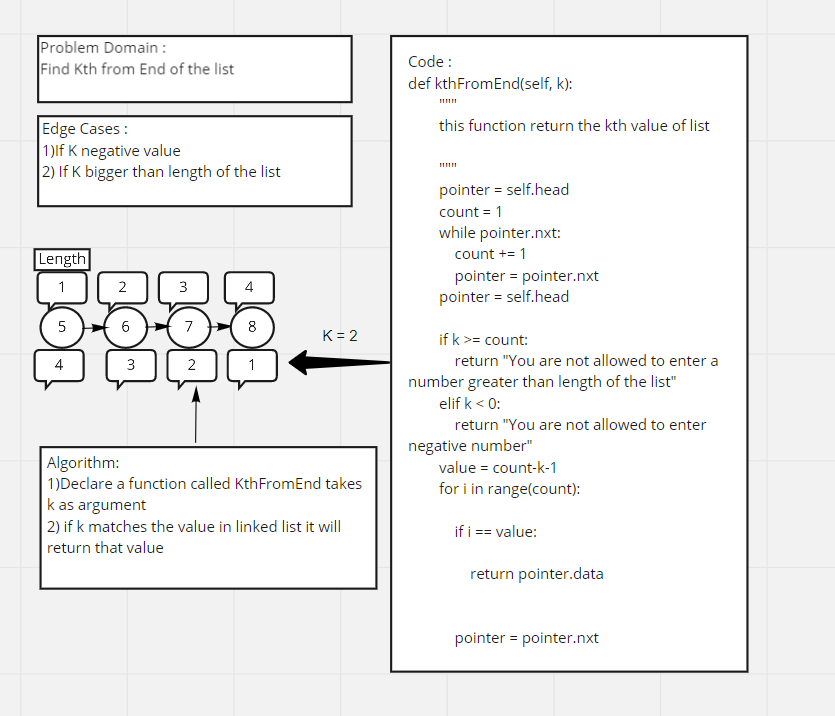 Problem Domain :
Find Kth from End of the list
Edge Cases :
1)If K negative value
2) If K bigger than length of the list
Length
1 2 3 4
5 6 7 8
4 3 2 1
K = 2
Algorithm:
1)Declare a function called KthFromEnd takes
k as argument
2) if k matches the value in linked list it will
return that value
Code :
def kthFromEnd(self, k):
"""
this function return the kth value of list
"""
pointer = self.head
count = 1
while pointer.nxt:
count += 1
pointer = pointer.nxt
pointer = self.head
if k >= count:
return "You are not allowed to enter a
number greater than length of the list"
elif k < 0:
return "You are not allowed to enter
negative number"
value = count-k-1
for i in range(count):
if i == value:
return pointer.data
pointer = pointer.nxt